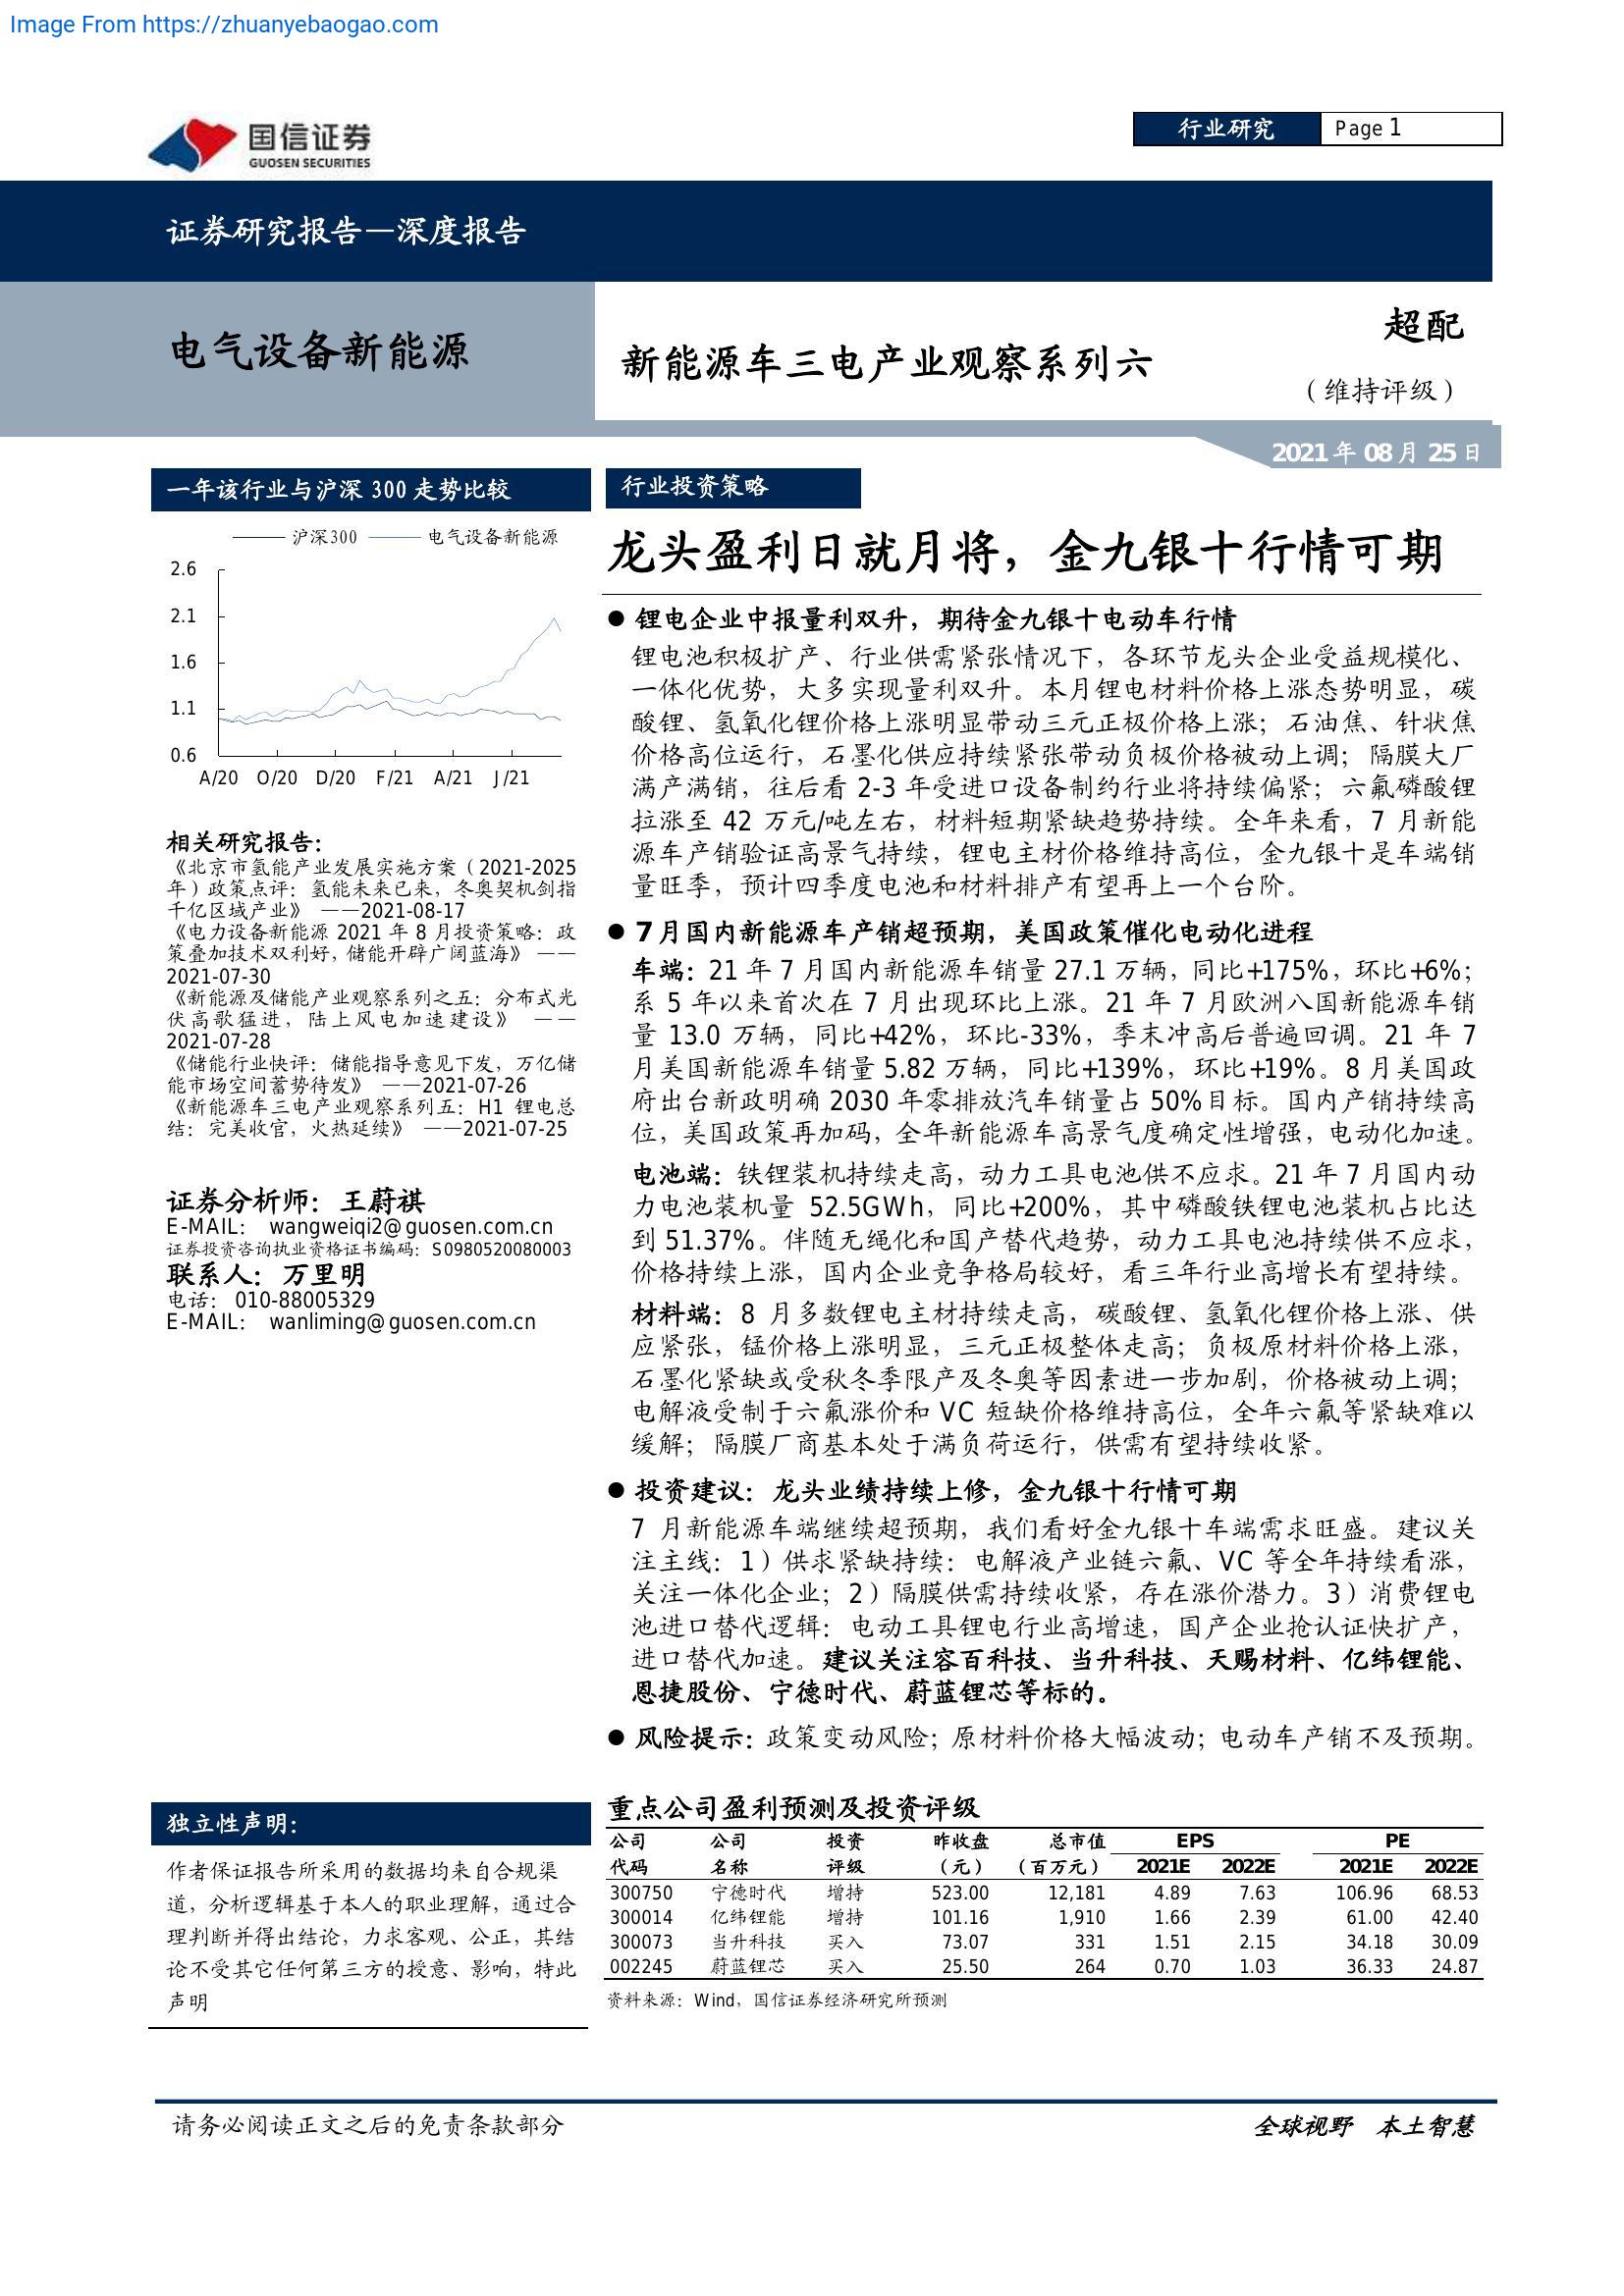 Image From https://zhuanyebaogao.com
国信证券
GUOSEN SECURITIES
行业研究
Page 1
证券研究报告—深度报告
电气设备新能源
新能源车三电产业观察系列六
超配
（维持评级）
2021 年 08 月 25 日
一年该行业与沪深 300 走势比较
沪深300 电气设备新能源
2.6
2.1
1.6
1.1
0.6
A/20 O/20 D/20 F/21 A/21 J/21
相关研究报告：
《北京市氢能产业发展实施方案（2021-2025
年）政策点评：氢能未来已来，冬奥契机剑指
千亿区域产业》 ——2021-08-17
《电力设备新能源 2021 年 8 月投资策略：政
策叠加技术双利好，储能开辟广阔蓝海》 ——
2021-07-30
《新能源及储能产业观察系列之五：分布式光
伏高歌猛进，陆上风电加速建设》 ——
2021-07-28
《储能行业快评：储能指导意见下发，万亿储
能市场空间蓄势待发》 ——2021-07-26
《新能源车三电产业观察系列五：H1 锂电总
结：完美收官，火热延续》 ——2021-07-25
证券分析师：王蔚祺
E-MAIL： wangweiqi2@guosen.com.cn
证券投资咨询执业资格证书编码：S0980520080003
联系人：万里明
电话： 010-88005329
E-MAIL： wanliming@guosen.com.cn
行业投资策略
龙头盈利日就月将，金九银十行情可期
● 锂电企业中报量利双升，期待金九银十电动车行情
锂电池积极扩产、行业供需紧张情况下，各环节龙头企业受益规模化、
一体化优势，大多实现量利双升。本月锂电材料价格上涨态势明显，碳
酸锂、氢氧化锂价格上涨明显带动三元正极价格上涨；石油焦、针状焦
价格高位运行，石墨化供应持续紧张带动负极价格被动上调；隔膜大厂
满产满销，往后看 2-3 年受进口设备制约行业将持续偏紧；六氟磷酸锂
拉涨至 42 万元/吨左右，材料短期紧缺趋势持续。全年来看，7 月新能
源车产销验证高景气持续，锂电主材价格维持高位，金九银十是车端销
量旺季，预计四季度电池和材料排产有望再上一个台阶。
● 7月国内新能源车产销超预期，美国政策催化电动化进程
车端：21 年 7 月国内新能源车销量 27.1 万辆，同比+175%，环比+6%；
系 5 年以来首次在 7 月出现环比上涨。21 年 7 月欧洲八国新能源车销
量 13.0 万辆，同比+42%，环比-33%，季末冲高后普遍回调。21 年 7
月美国新能源车销量 5.82 万辆，同比+139%，环比+19%。8 月美国政
府出台新政明确 2030 年零排放汽车销量占 50%目标。国内产销持续高
位，美国政策再加码，全年新能源车高景气度确定性增强，电动化加速。
电池端：铁锂装机持续走高，动力工具电池供不应求。21 年 7 月国内动
力电池装机量 52.5GWh，同比+200%，其中磷酸铁锂电池装机占比达
到 51.37%。伴随无绳化和国产替代趋势，动力工具电池持续供不应求，
价格持续上涨，国内企业竞争格局较好，看三年行业高增长有望持续。
材料端：8 月多数锂电主材持续走高，碳酸锂、氢氧化锂价格上涨、供
应紧张，锰价格上涨明显，三元正极整体走高；负极原材料价格上涨，
石墨化紧缺或受秋冬季限产及冬奥等因素进一步加剧，价格被动上调；
电解液受制于六氟涨价和 VC 短缺价格维持高位，全年六氟等紧缺难以
缓解；隔膜厂商基本处于满负荷运行，供需有望持续收紧。
● 投资建议：龙头业绩持续上修，金九银十行情可期
7 月新能源车端继续超预期，我们看好金九银十车端需求旺盛。建议关
注主线：1）供求紧缺持续：电解液产业链六氟、VC 等全年持续看涨，
关注一体化企业；2）隔膜供需持续收紧，存在涨价潜力。3）消费锂电
池进口替代逻辑：电动工具锂电行业高增速，国产企业抢认证快扩产，
进口替代加速。建议关注容百科技、当升科技、天赐材料、亿纬锂能、
恩捷股份、宁德时代、蔚蓝锂芯等标的。
● 风险提示：政策变动风险；原材料价格大幅波动；电动车产销不及预期。
独立性声明：
作者保证报告所采用的数据均来自合规渠
道，分析逻辑基于本人的职业理解，通过合
理判断并得出结论，力求客观、公正，其结
论不受其它任何第三方的授意、影响，特此
声明
重点公司盈利预测及投资评级
公司 公司 投资 昨收盘 总市值 EPS PE
代码 名称 评级 （元） （百万元） 2021E 2022E 2021E 2022E
300750 宁德时代 增持 523.00 12,181 4.89 7.63 106.96 68.53
300014 亿纬锂能 增持 101.16 1,910 1.66 2.39 61.00 42.40
300073 当升科技 买入 73.07 331 1.51 2.15 34.18 30.09
002245 蔚蓝锂芯 买入 25.50 264 0.70 1.03 36.33 24.87
资料来源：Wind，国信证券经济研究所预测
请务必阅读正文之后的免责条款部分
全球视野 本土智慧